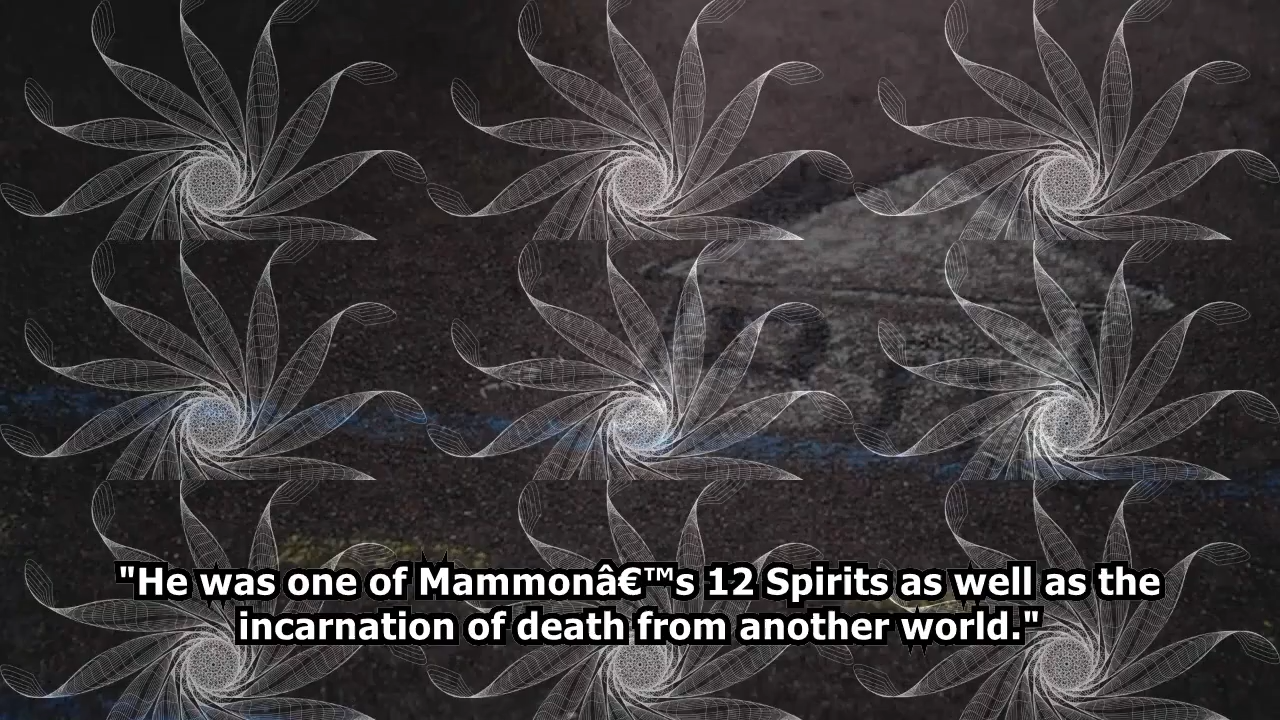 "He was one of Mammonâ€™s 12 Spirits as well as the
incarnation of death from another world."